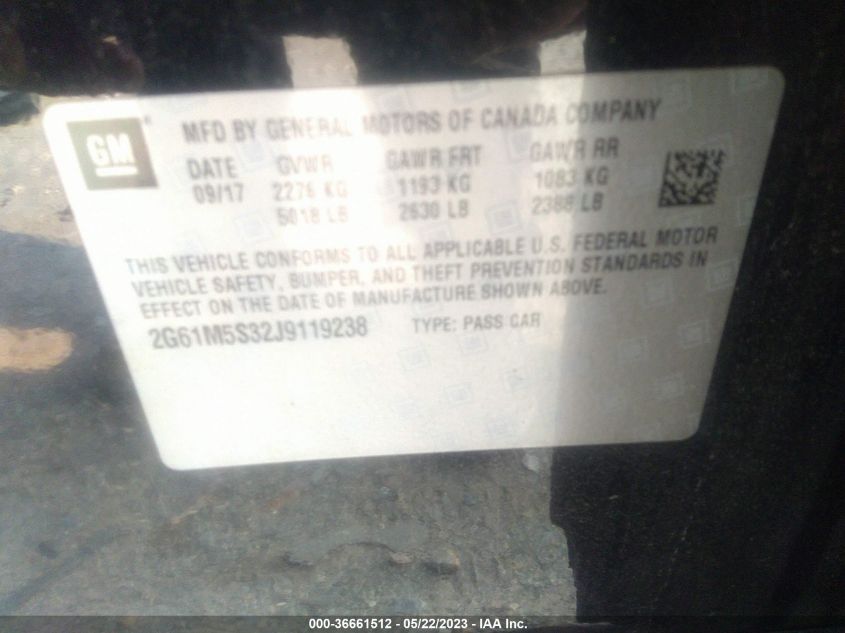 GM®
MFD BY GENERAL MOTORS OF CANADA COMPANY
DATE GVWR GAWR FRT GAWR RR
09/17 2276 KG 1193 KG 1083 KG
5018 LB 2630 LB 2388 LB
THIS VEHICLE CONFORMS TO ALL APPLICABLE U.S. FEDERAL MOTOR
VEHICLE SAFETY, BUMPER, AND THEFT PREVENTION STANDARDS IN
EFFECT ON THE DATE OF MANUFACTURE SHOWN ABOVE.
2G61M5S32J9119238 TYPE: PASS CAR
000-36661512 - 05/22/2023 - IAA Inc.